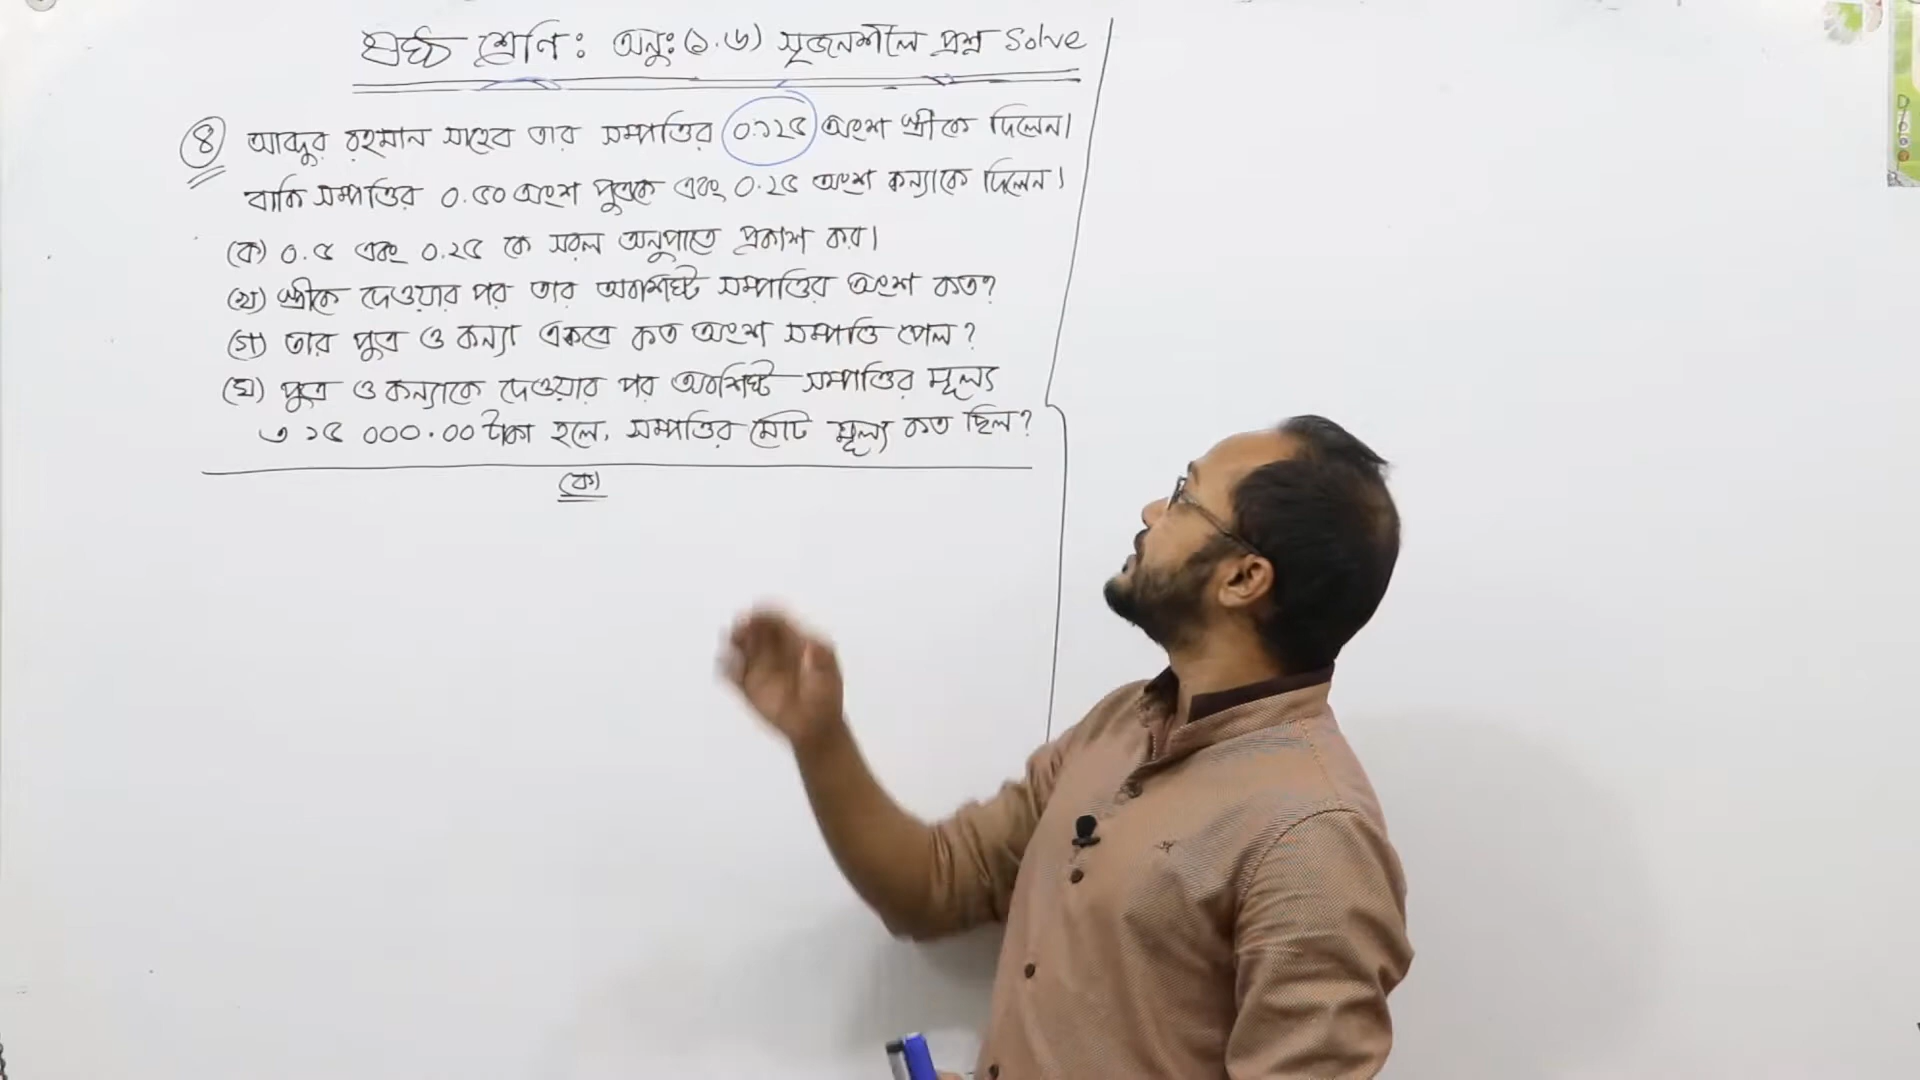 ষষ্ঠ শ্রেণি : অনুঃ(১.৬) সৃজনশীল প্রশ্ন Solve
৪ আব্দুর রহমান সাহেব তার সম্পত্তির ০.১২৫ অংশ স্ত্রীকে দিলেন।
বাকি সম্পত্তির ০.৫০ অংশ পুত্রকে এবং ০.২৫ অংশ কন্যাকে দিলেন।
(ক) ০.৫ এবং ০.২৫ কে সরল অনুপাতে প্রকাশ কর।
(খ) স্ত্রীকে দেওয়ার পর তার অবশিষ্ট সম্পত্তির অংশ কত?
(গ) তার পুত্র ও কন্যা একত্রে কত অংশ সম্পত্তি পেল ?
(ঘ) পুত্র ও কন্যাকে দেওয়ার পর অবশিষ্ট সম্পত্তির মূল্য
৩১৫ ০০০.০০ টাকা হলে, সম্পত্তির মোট মূল্য কত ছিল?
(ক)